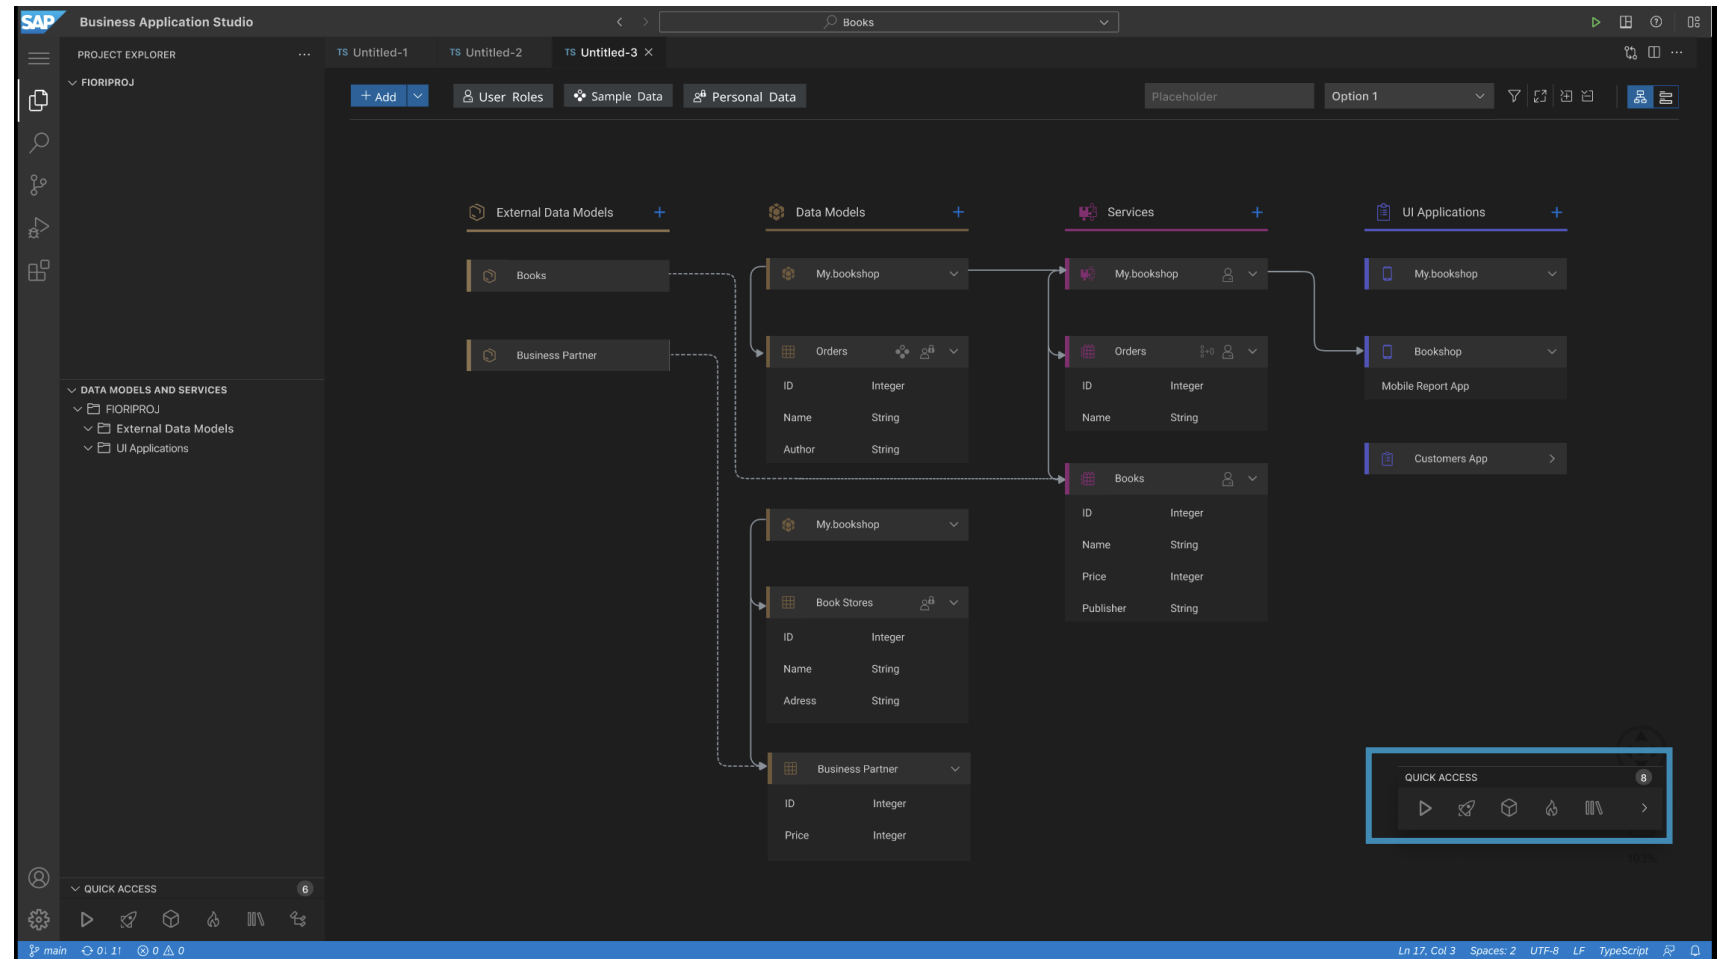 SAP Business Application Studio
Books
PROJECT EXPLORER
TS Untitled-1
TS Untitled-2
TS Untitled-3
FIORIPROJ
+ Add
User Roles
Sample Data
Personal Data
Placeholder
Option 1
External Data Models +
Data Models +
Services +
UI Applications +
Books
My.bookshop
My.bookshop
My.bookshop
Business Partner
Orders
Orders
Bookshop
ID Integer
ID Integer
Mobile Report App
Name String
Name String
Author String
Customers App
DATA MODELS AND SERVICES
FIORIPROJ
External Data Models
UI Applications
Books
ID Integer
My.bookshop
Name String
Price Integer
Publisher String
Book Stores
ID Integer
Name String
Adress String
Business Partner
ID Integer
Price Integer
QUICK ACCESS 8
QUICK ACCESS 6
main
0↓ 1↑
0 0
Ln 17, Col 3
Spaces: 2
UTF-8
LF
TypeScript